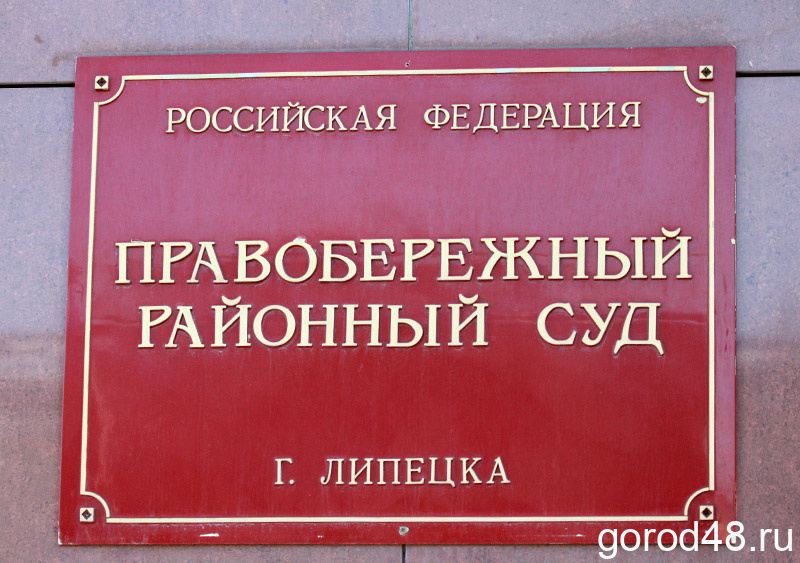 РОССИЙСКАЯ ФЕДЕРАЦИЯ
ПРАВОБЕРЕЖНЫЙ
РАЙОННЫЙ СУД
Г. ЛИПЕЦКА
gorod48.ru